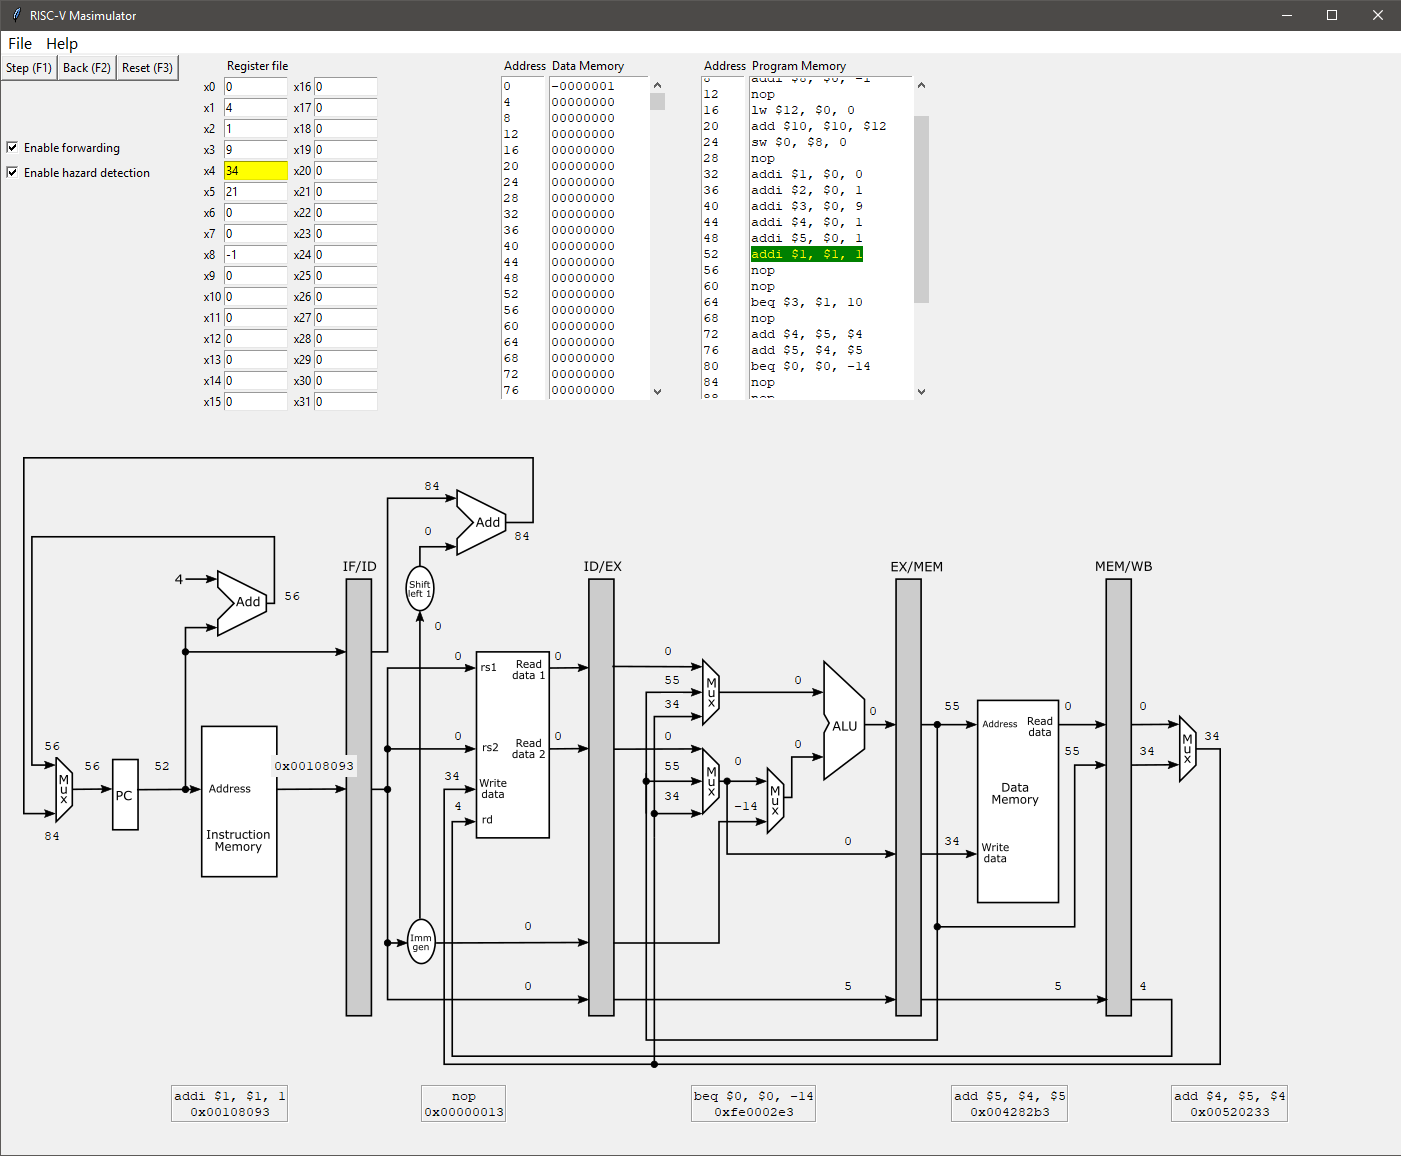 RISC-V Masimulator
File Help
Step (F1) Back (F2) Reset (F3)
Enable forwarding
Enable hazard detection
Register file
x0 0 x16 0
x1 4 x17 0
x2 1 x18 0
x3 9 x19 0
x4 34 x20 0
x5 21 x21 0
x6 0 x22 0
x7 0 x23 0
x8 -1 x24 0
x9 0 x25 0
x10 0 x26 0
x11 0 x27 0
x12 0 x28 0
x13 0 x29 0
x14 0 x30 0
x15 0 x31 0
Address Data Memory
0 -0000001
4 00000000
8 00000000
12 00000000
16 00000000
20 00000000
24 00000000
28 00000000
32 00000000
36 00000000
40 00000000
44 00000000
48 00000000
52 00000000
56 00000000
60 00000000
64 00000000
68 00000000
72 00000000
76 00000000
Address Program Memory
8 addi $8, $0, -1
12 nop
16 lw $12, $0, 0
20 add $10, $10, $12
24 sw $0, $8, 0
28 nop
32 addi $1, $0, 0
36 addi $2, $0, 1
40 addi $3, $0, 9
44 addi $4, $0, 1
48 addi $5, $0, 1
52 addi $1, $1, 1
56 nop
60 nop
64 beq $3, $1, 10
68 nop
72 add $4, $5, $4
76 add $5, $4, $5
80 beq $0, $0, -14
84 nop
88 nop
84
Add
0
84
IF/ID
ID/EX
EX/MEM
MEM/WB
4
Add
56
Shift
left 1
0
56
Mux
56
PC
52
84
Address
Instruction
Memory
0x00108093
0
rs1
Read
data 1
0
0
rs2
Read
data 2
0
34
Write
data
4
rd
Imm
gen
0
0
0
55
34
Mux
0
0
55
34
Mux
0
-14
Mux
0
ALU
0
0
5
55
Address
Read
data
0
Data
Memory
34
Write
data
55
5
0
34
Mux
34
4
addi $1, $1, 1
0x00108093
nop
0x00000013
beq $0, $0, -14
0xfe0002e3
add $5, $4, $5
0x004282b3
add $4, $5, $4
0x00520233